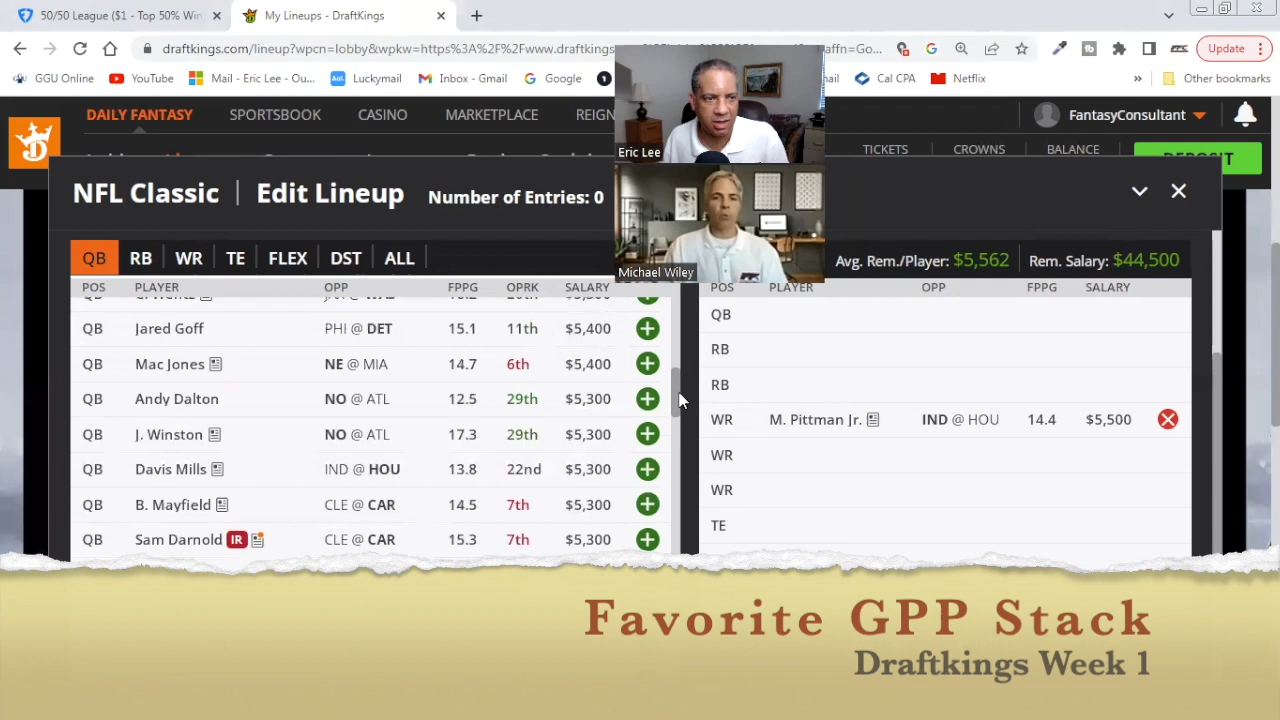 50/50 League ($1 - Top 50% Win
My Lineups - DraftKings
draftkings.com/lineup?wpcn=lobby&wpkw=https%3A%2F%2Fwww.draftkings.
affn=Go...
Update
GGU Online
YouTube
Mail - Eric Lee - Ou...
Luckymail
Inbox - Gmail
Google
Cal CPA
Netflix
Other bookmarks
DAILY FANTASY
SPORTSBOOK
CASINO
MARKETPLACE
REIGN
FantasyConsultant
TICKETS
CROWNS
BALANCE
DEPOSIT
Eric Lee
Michael Wiley
NFL Classic | Edit Lineup
Number of Entries: 0
QB RB WR TE FLEX DST ALL
Avg. Rem./Player: $5,562 | Rem. Salary: $44,500
POS PLAYER OPP FPPG OPRK SALARY
QB Jared Goff PHI @ DET 15.1 11th $5,400
QB Mac Jones NE @ MIA 14.7 6th $5,400
QB Andy Dalton NO @ ATL 12.5 29th $5,300
QB J. Winston NO @ ATL 17.3 29th $5,300
QB Davis Mills IND @ HOU 13.8 22nd $5,300
QB B. Mayfield CLE @ CAR 14.5 7th $5,300
QB Sam Darnold IR CLE @ CAR 15.3 7th $5,300
POS PLAYER OPP FPPG SALARY
QB
RB
RB
WR M. Pittman Jr. IND @ HOU 14.4 $5,500
WR
WR
TE
Favorite GPP Stack
Draftkings Week 1